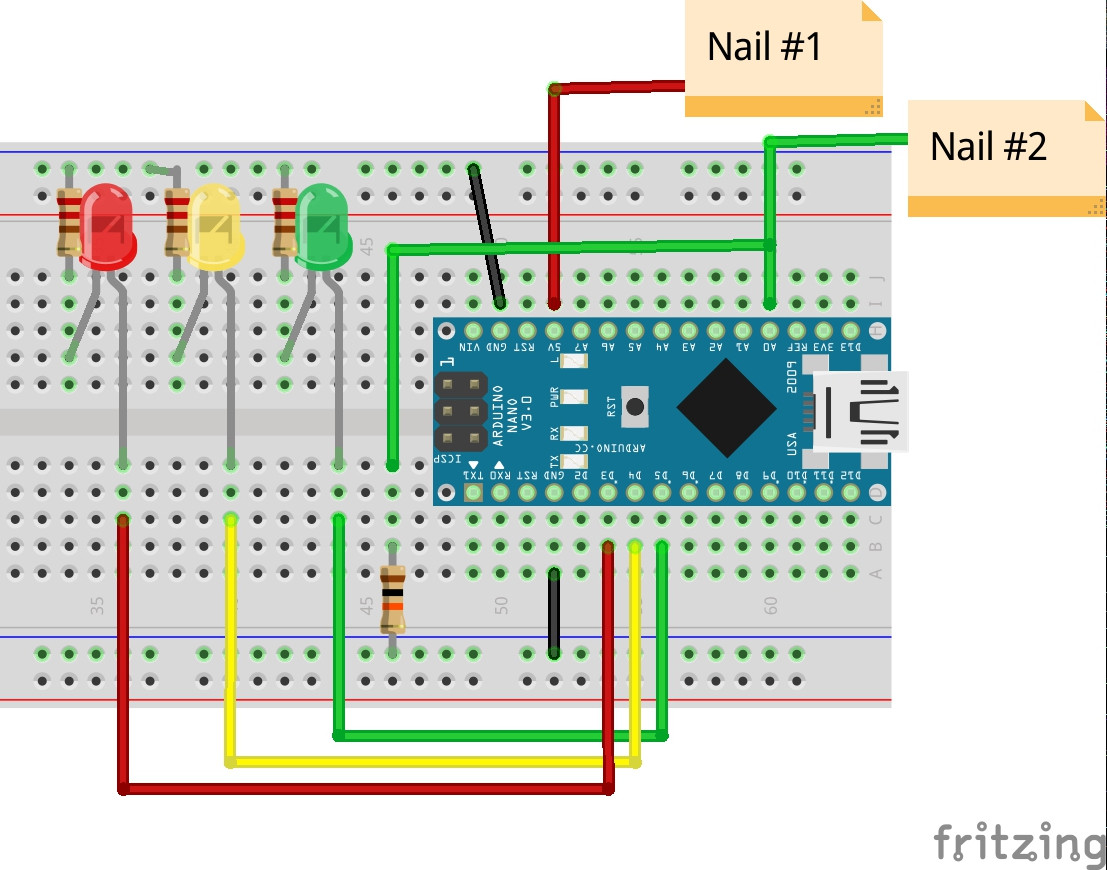 Nail #1
Nail #2
45
50
55
J
I
H
VIN GND RST 5V A7 A6 A5 A4 A3 A2 A1 A0 REF 3V3 D13
L
PWR
RX
TX
RST
ARDUINO
NANO
V3.0
ARDUINO.CC
ICSP
1
2009
USA
TX1 RX0 RST GND D2 D3 D4 D5 D6 D7 D8 D9 D10 D11 D12
D
C
B
A
35
45
50
60
fritzing